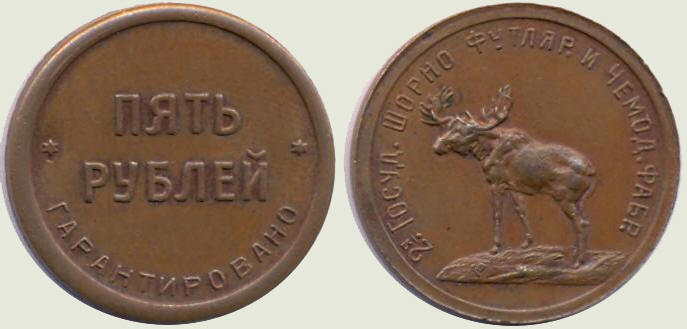 ПЯТЬ
РУБЛЕЙ
* ГАРАНТИРОВАНО *
2Я ГОСУД. ШОРНО ФУТЛЯР. И ЧЕМОД. ФАБР.